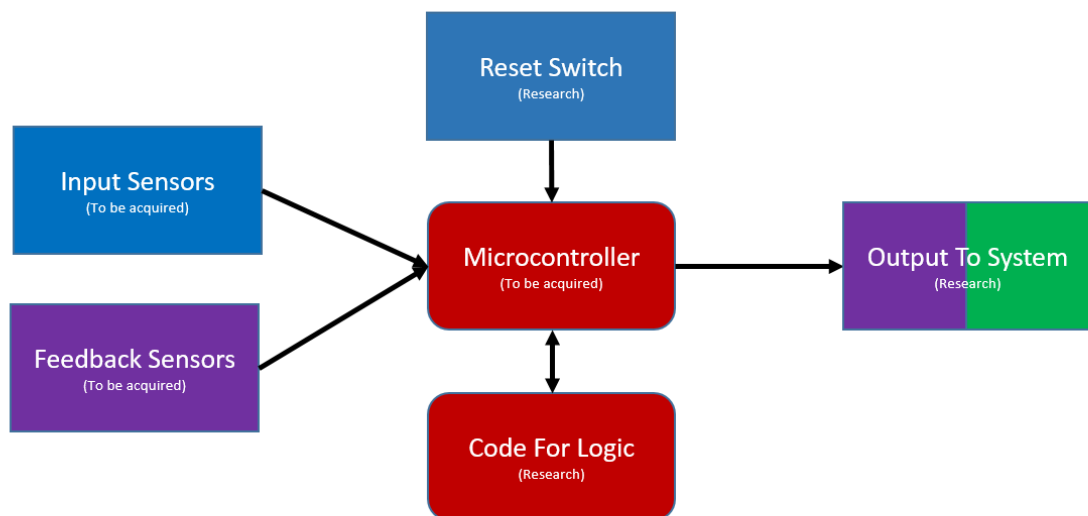 Reset Switch
(Research)
Input Sensors
(To be acquired)
Microcontroller
(To be acquired)
Output To System
(Research)
Feedback Sensors
(To be acquired)
Code For Logic
(Research)